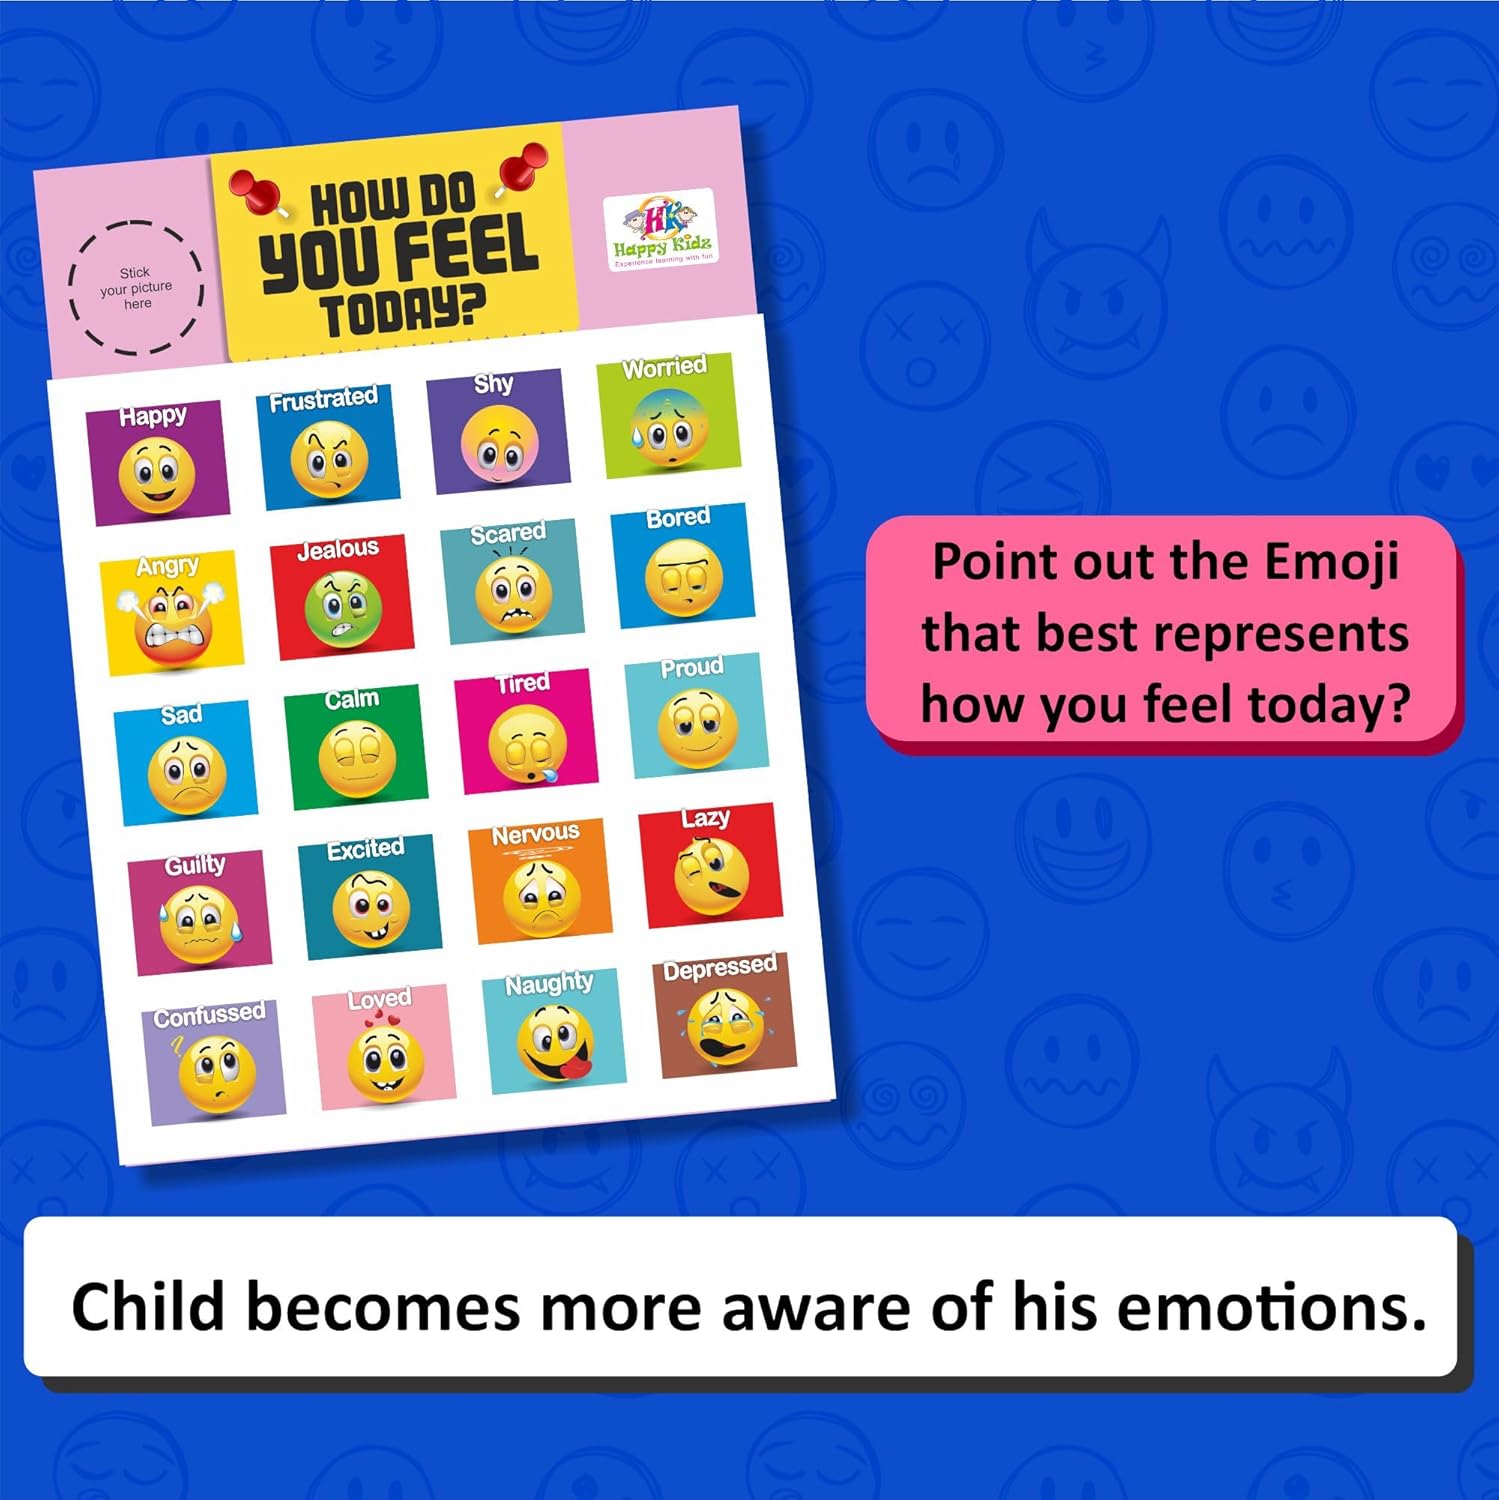 HOW DO
YOU FEEL
TODAY?
Stick
your picture
here
HK
Happy Kidz
Experience learning with fun
Happy
Frustrated
Shy
Worried
Angry
Jealous
Scared
Bored
Sad
Calm
Tired
Proud
Guilty
Excited
Nervous
Lazy
Confussed
Loved
Naughty
Depressed
Point out the Emoji
that best represents
how you feel today?
Child becomes more aware of his emotions.